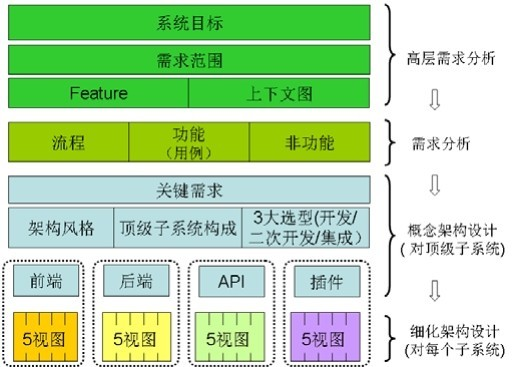 系统目标
需求范围
Feature
上下文图
高层需求分析
流程
功能
(用例)
非功能
需求分析
关键需求
架构风格
顶级子系统构成
3大选型(开发/
二次开发/集成)
概念架构设计
(对顶级子系统)
前端
后端
API
插件
5视图
5视图
5视图
5视图
细化架构设计
(对每个子系统)